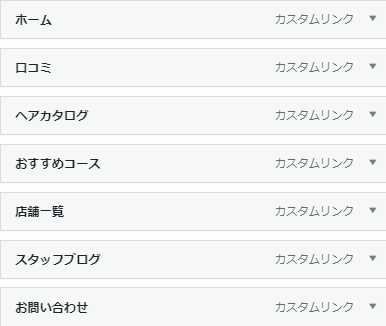 ホーム カスタムリンク ▼
口コミ カスタムリンク ▼
ヘアカタログ カスタムリンク ▼
おすすめコース カスタムリンク ▼
店舗一覧 カスタムリンク ▼
スタッフブログ カスタムリンク ▼
お問い合わせ カスタムリンク ▼